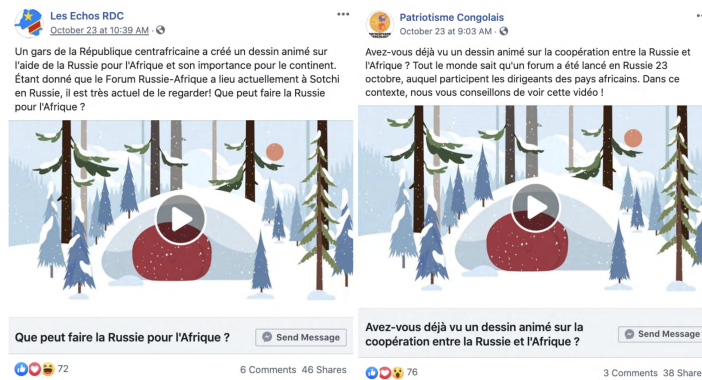 Les Echos RDC
October 23 at 10:39 AM ·
Un gars de la République centrafricaine a créé un dessin animé sur
l'aide de la Russie pour l'Afrique et son importance pour le continent.
Étant donné que le Forum Russie-Afrique a lieu actuellement à Sotchi
en Russie, il est très actuel de le regarder! Que peut faire la Russie
pour l'Afrique ?
Que peut faire la Russie pour l'Afrique ?
Send Message
72
6 Comments 46 Shares
Patriotisme Congolais
October 23 at 9:03 AM ·
Avez-vous déjà vu un dessin animé sur la coopération entre la Russie et
l'Afrique ? Tout le monde sait qu'un forum a été lancé en Russie 23
octobre, auquel participent les dirigeants des pays africains. Dans ce
contexte, nous vous conseillons de voir cette vidéo !
Avez-vous déjà vu un dessin animé sur la
coopération entre la Russie et l'Afrique ?
Send Message
76
3 Comments 38 Shares